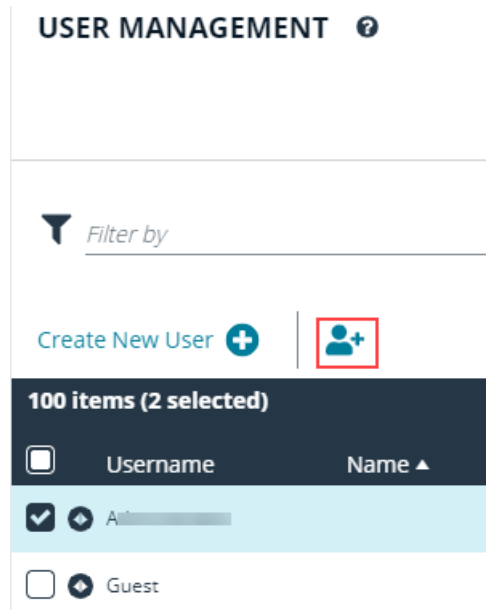 USER MANAGEMENT
Filter by
Create New User
100 items (2 selected)
Username Name
Guest